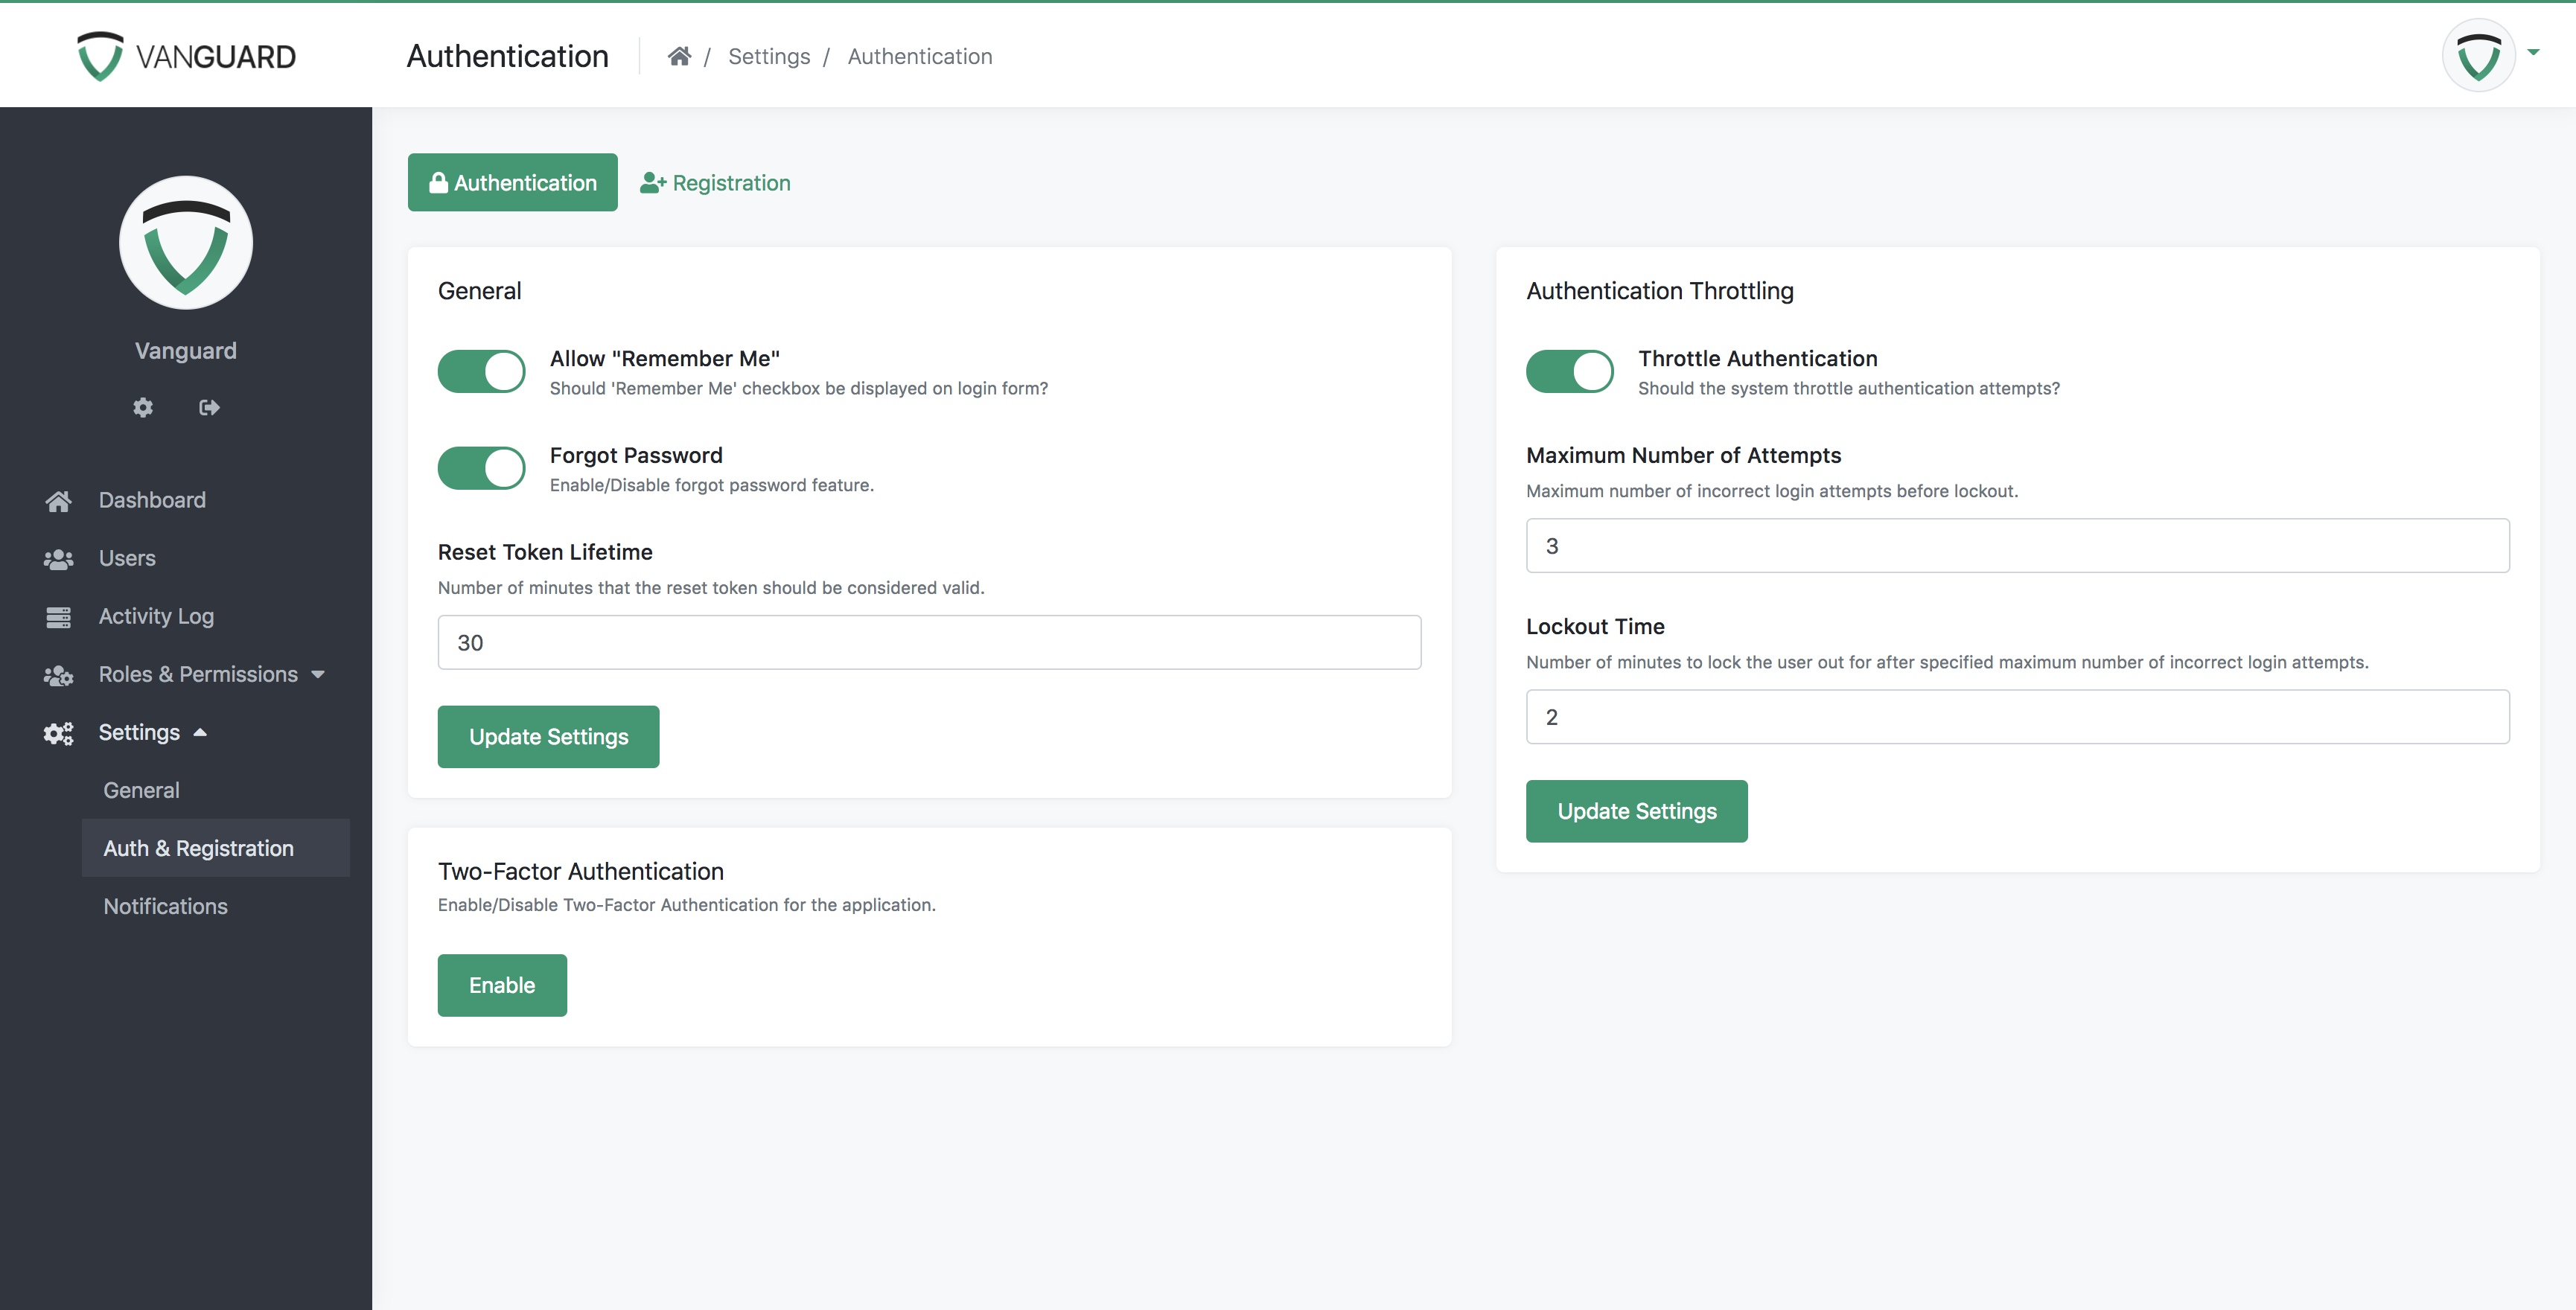 VANGUARD
Authentication
/ Settings / Authentication
Vanguard
Dashboard
Users
Activity Log
Roles & Permissions
Settings
General
Auth & Registration
Notifications
Authentication
Registration
General
Allow "Remember Me"
Should 'Remember Me' checkbox be displayed on login form?
Forgot Password
Enable/Disable forgot password feature.
Reset Token Lifetime
Number of minutes that the reset token should be considered valid.
30
Update Settings
Two-Factor Authentication
Enable/Disable Two-Factor Authentication for the application.
Enable
Authentication Throttling
Throttle Authentication
Should the system throttle authentication attempts?
Maximum Number of Attempts
Maximum number of incorrect login attempts before lockout.
3
Lockout Time
Number of minutes to lock the user out for after specified maximum number of incorrect login attempts.
2
Update Settings